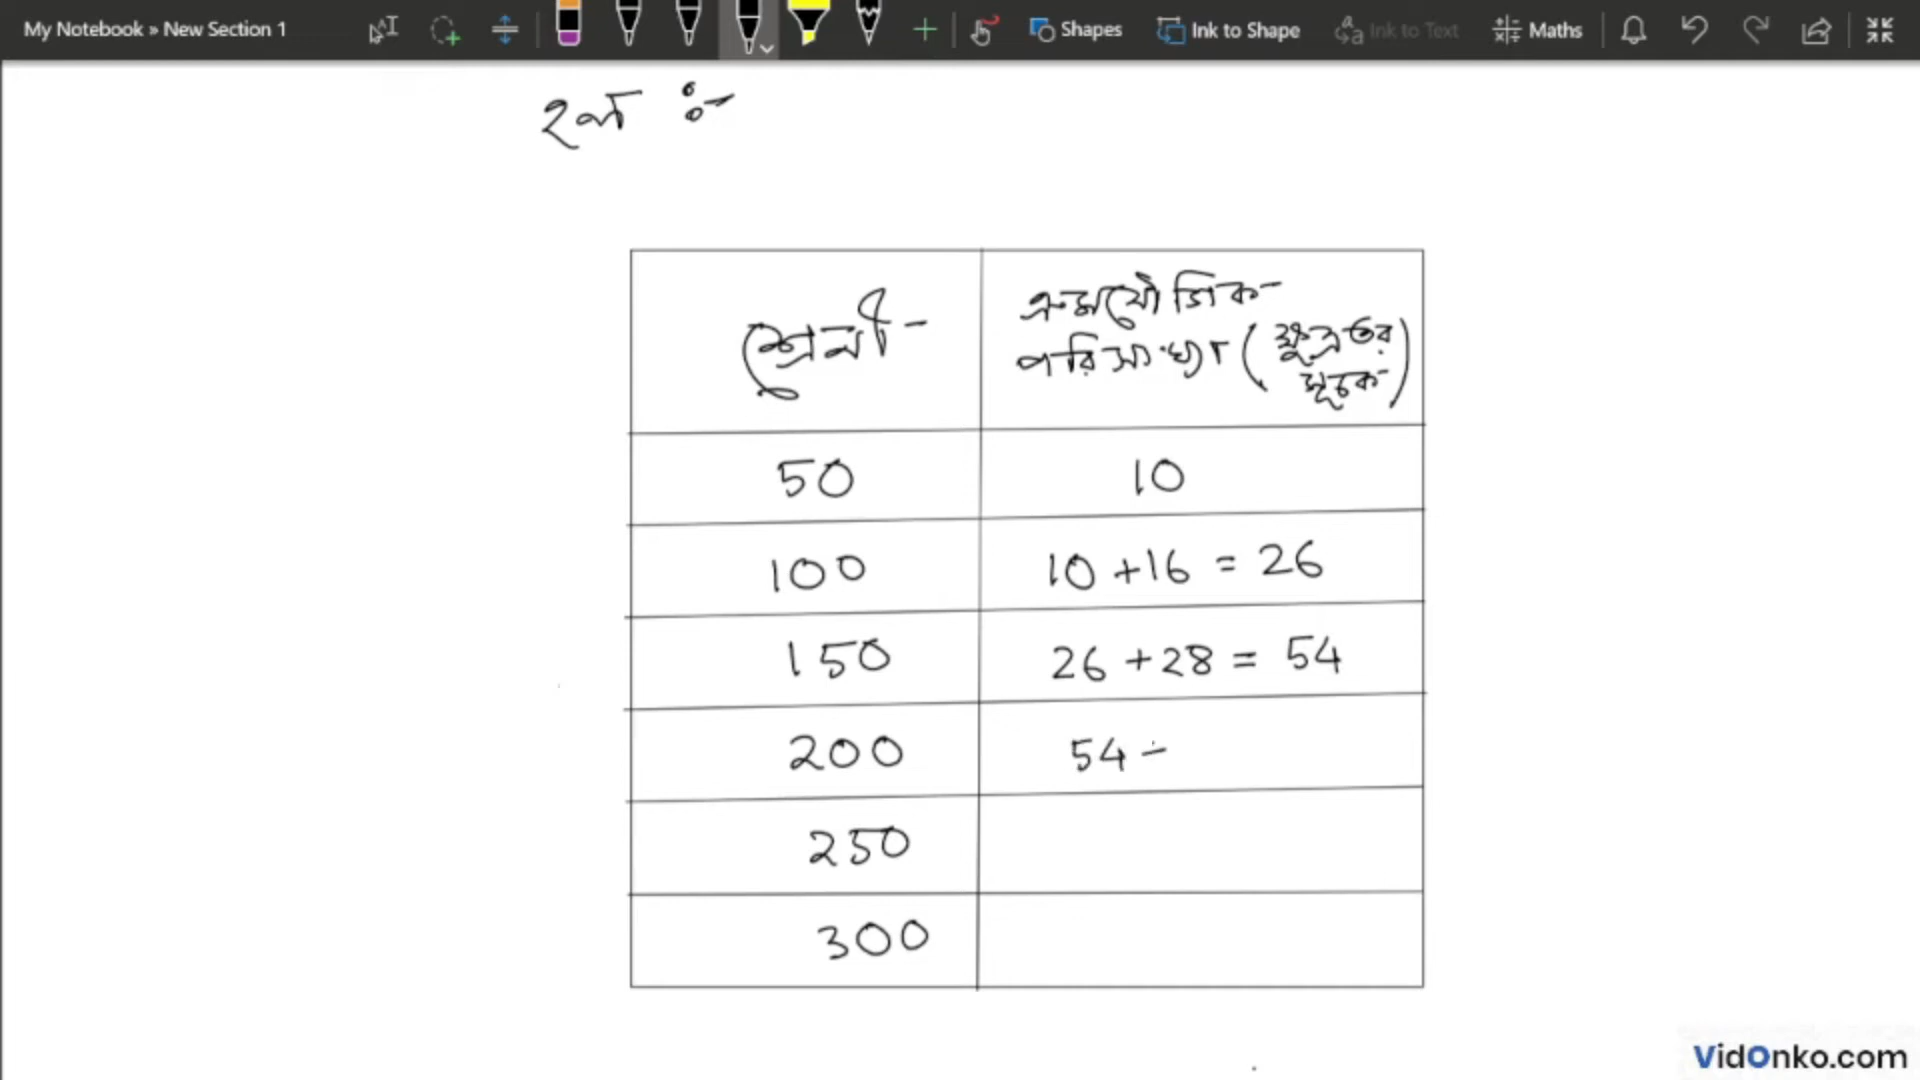 My Notebook » New Section 1 Shapes Ink to Shape Ink to Text Maths
হল :-
শ্রেণী ক্রমযৌগিক
পরিসংখ্যা (ক্ষুদ্রতর
সূচক)
50 10
100 10 + 16 = 26
150 26 + 28 = 54
200 54 -
250
300
VidOnko.com